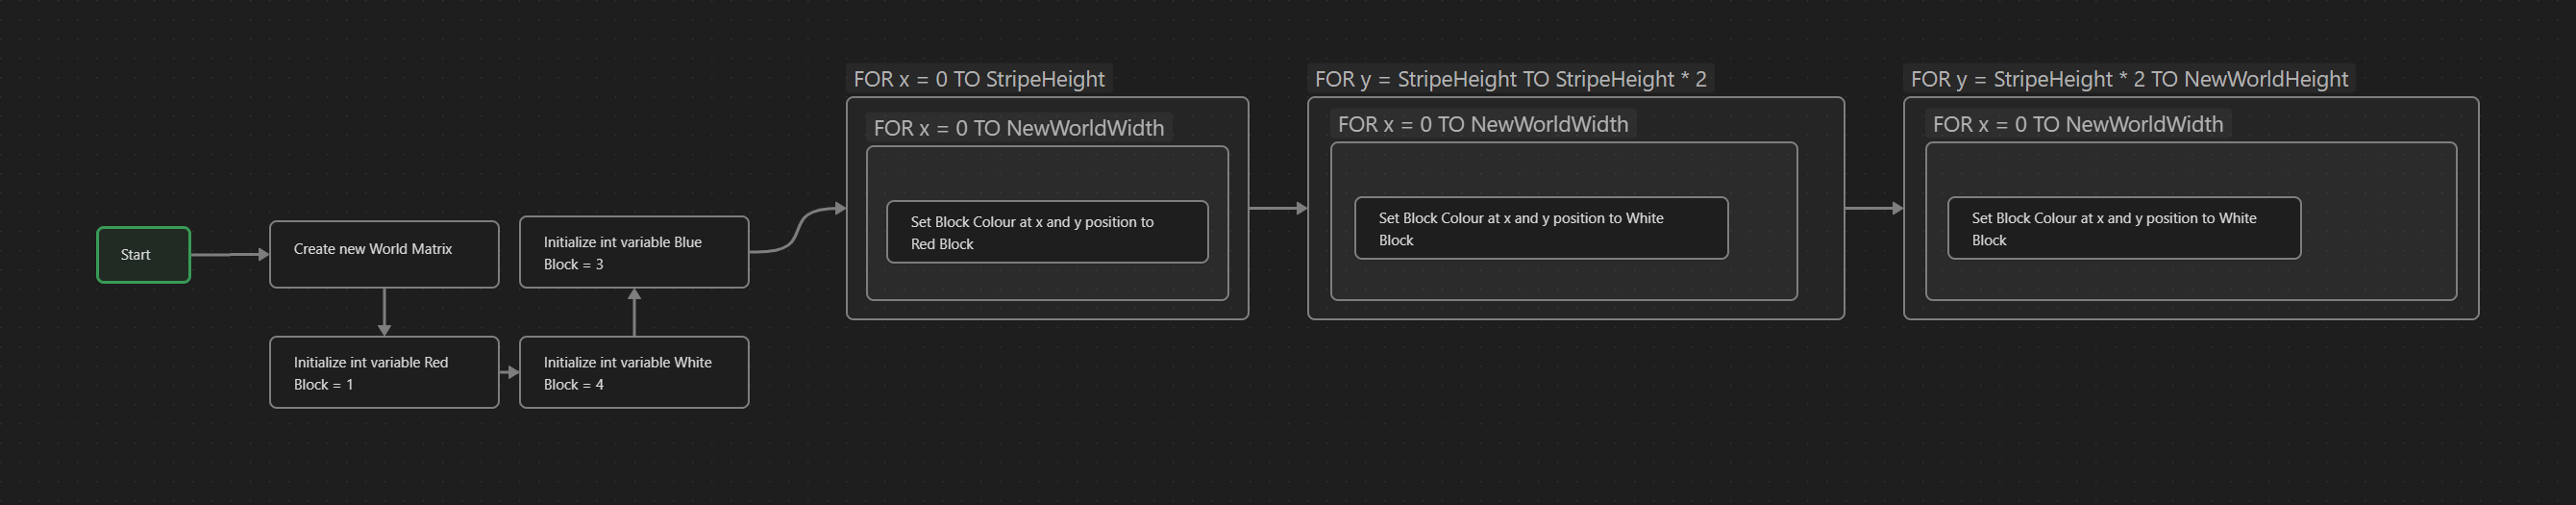 Start
Create new World Matrix
Initialize int variable Red
Block = 1
Initialize int variable White
Block = 4
Initialize int variable Blue
Block = 3
FOR x = 0 TO StripeHeight
FOR x = 0 TO NewWorldWidth
Set Block Colour at x and y position to
Red Block
FOR y = StripeHeight TO StripeHeight * 2
FOR x = 0 TO NewWorldWidth
Set Block Colour at x and y position to White
Block
FOR y = StripeHeight * 2 TO NewWorldHeight
FOR x = 0 TO NewWorldWidth
Set Block Colour at x and y position to White
Block